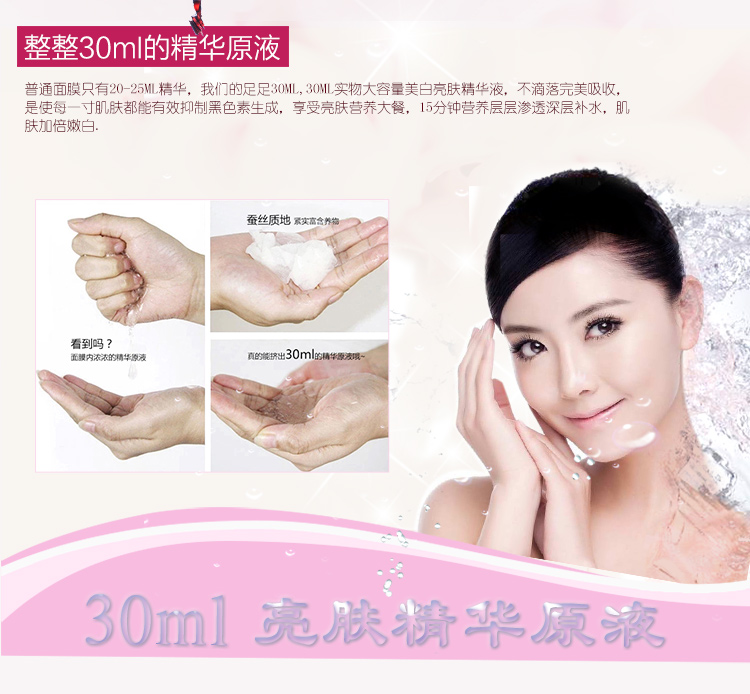 整整30ml的精华原液
普通面膜只有20-25ML精华，我们的足足30ML,30ML实物大容量美白亮肤精华液，不滴落完美吸收，
是使每一寸肌肤都能有效抑制黑色素生成，享受亮肤营养大餐，15分钟营养层层渗透深层补水，肌
肤加倍嫩白.
蚕丝质地 紧实富含养物
看到吗？
面膜内浓浓的精华原液
真的能挤出30ml的精华原液哦~
30ml 亮肤精华原液